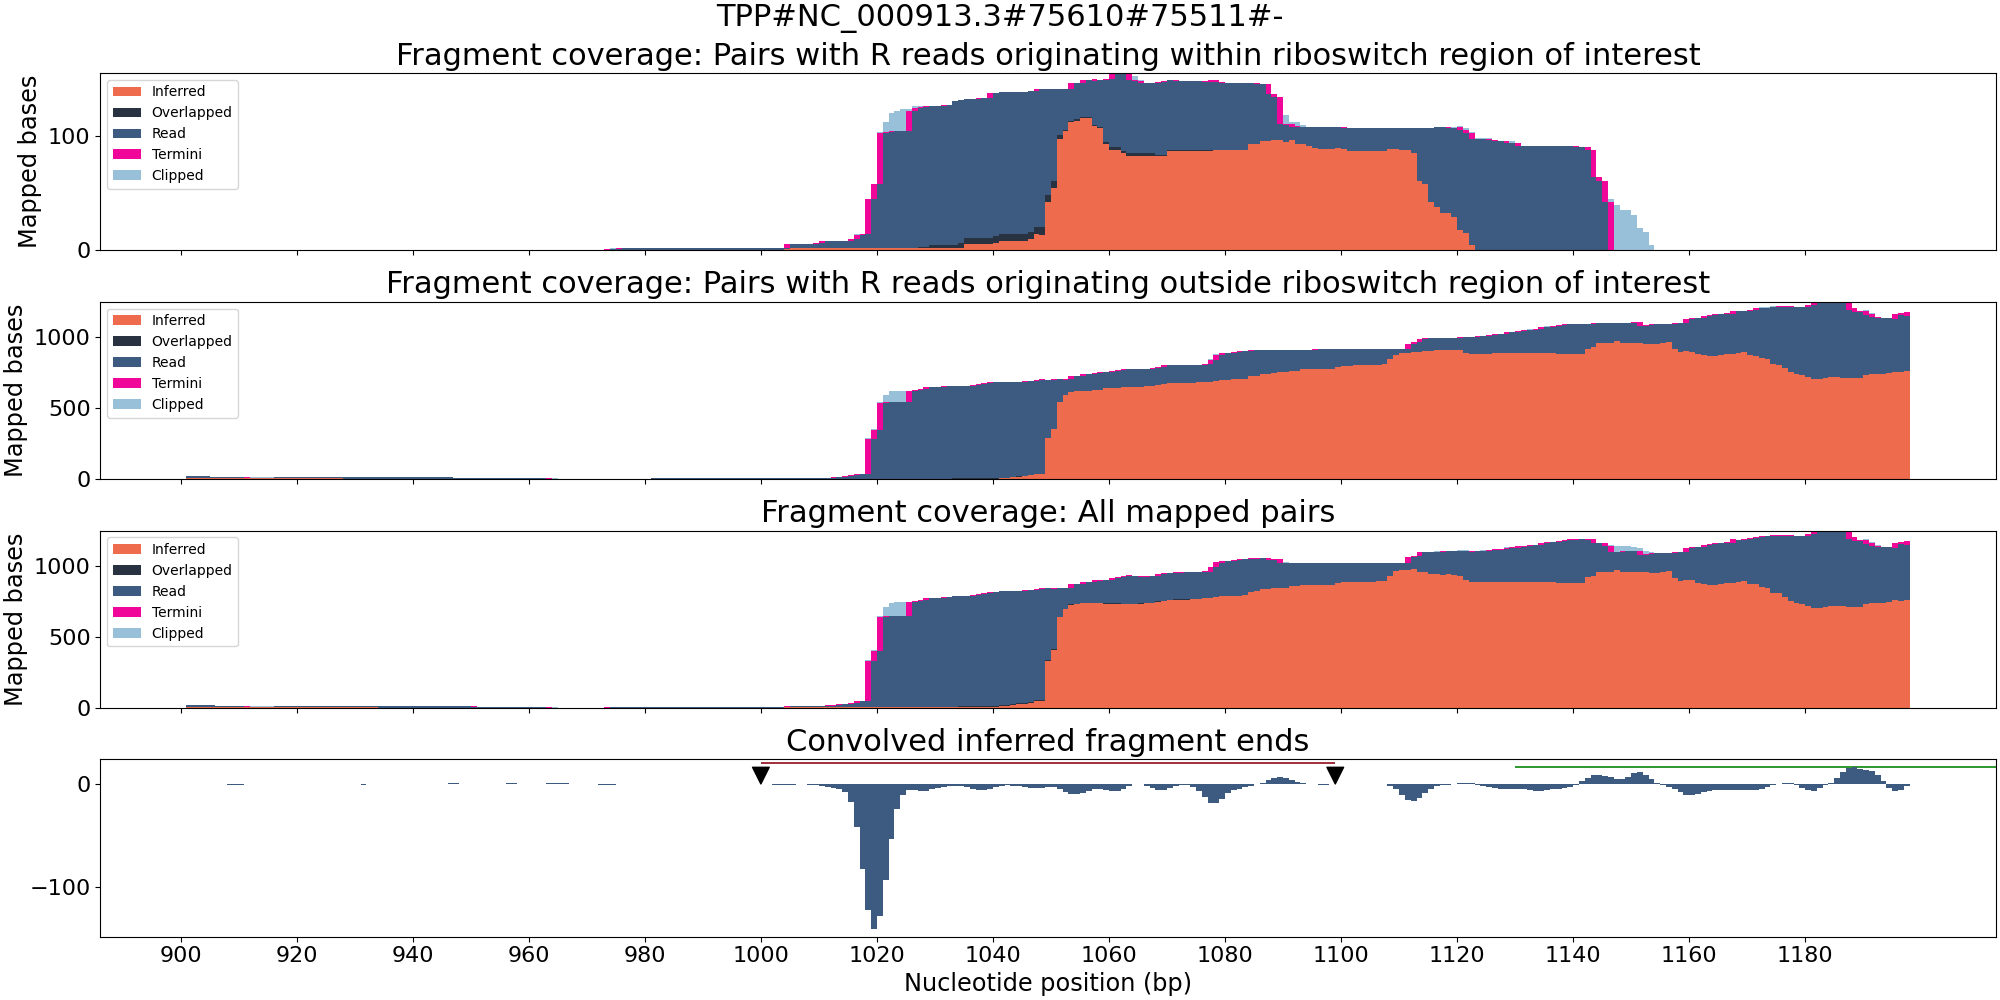 TPP#NC_000913.3#75610#75511#-
Fragment coverage: Pairs with R reads originating within riboswitch region of interest
Mapped bases
100
0
Inferred
Overlapped
Read
Termini
Clipped
Fragment coverage: Pairs with R reads originating outside riboswitch region of interest
Mapped bases
1000
500
0
Inferred
Overlapped
Read
Termini
Clipped
Fragment coverage: All mapped pairs
Mapped bases
1000
500
0
Inferred
Overlapped
Read
Termini
Clipped
Convolved inferred fragment ends
0
−100
900 920 940 960 980 1000 1020 1040 1060 1080 1100 1120 1140 1160 1180
Nucleotide position (bp)